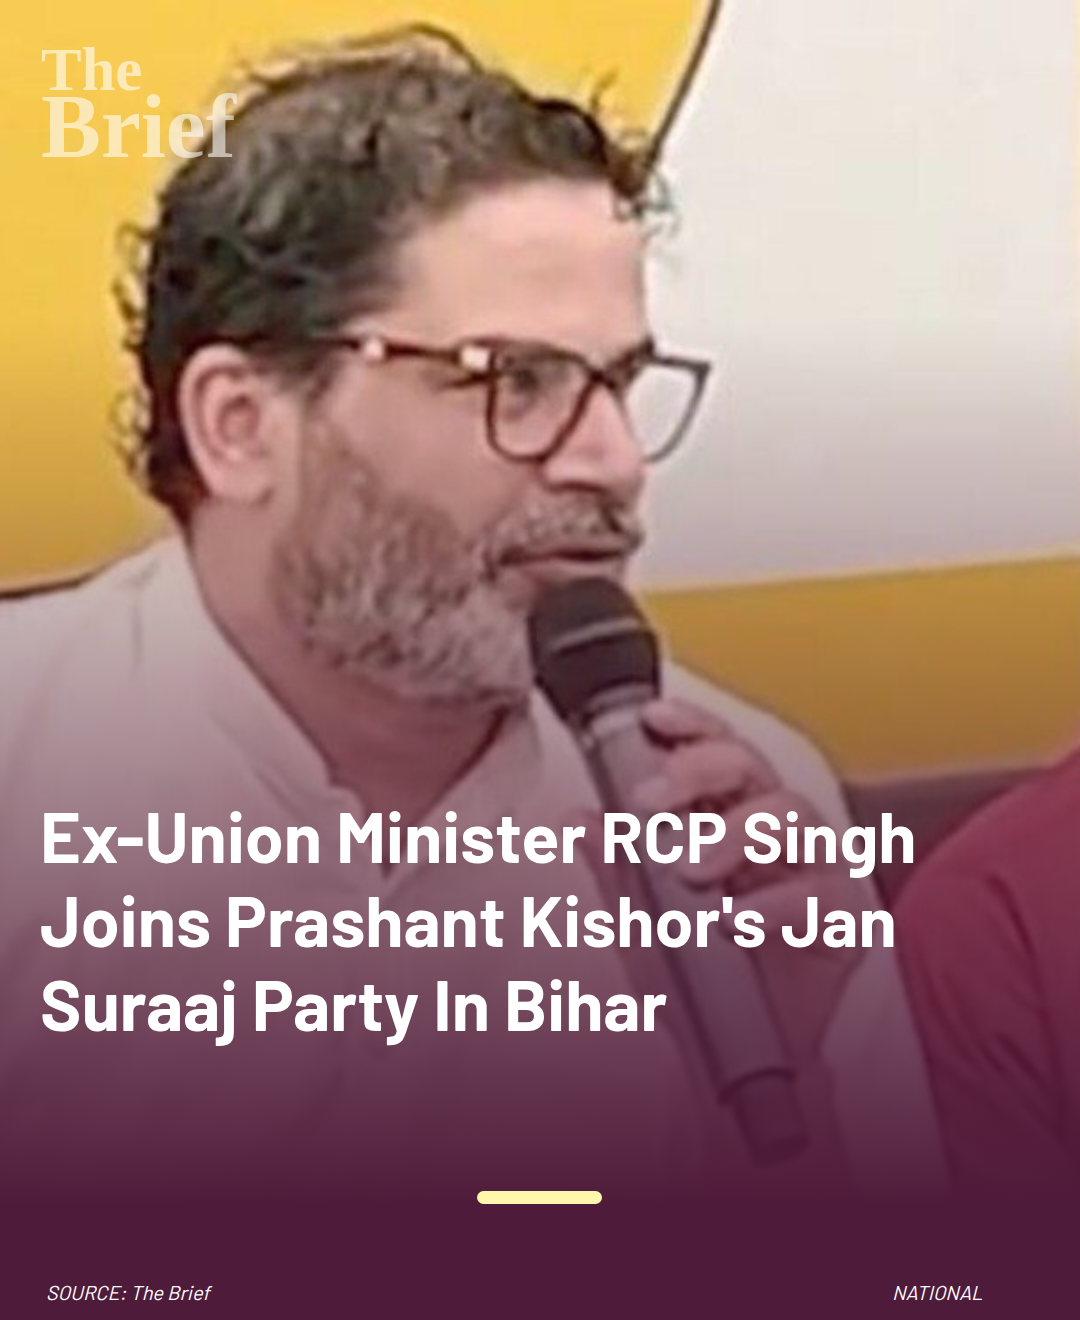 The
Brief
Ex-Union Minister RCP Singh
Joins Prashant Kishor's Jan
Suraaj Party In Bihar
SOURCE: The Brief
NATIONAL